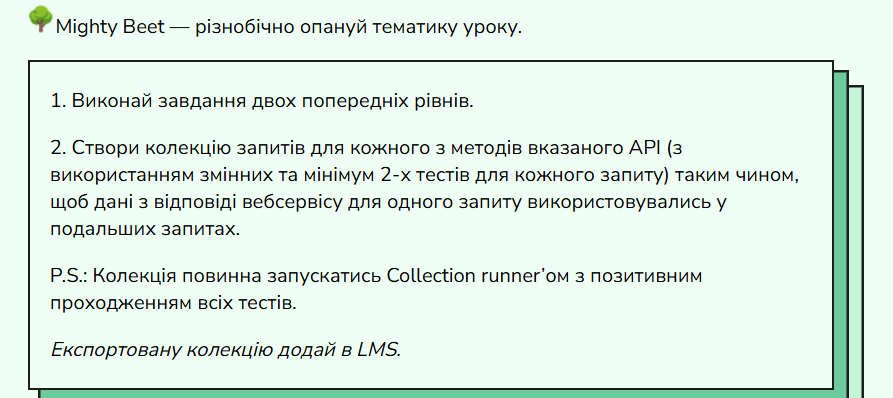 Mighty Beet — різнобічно опануй тематику уроку.
1. Виконай завдання двох попередніх рівнів.
2. Створи колекцію запитів для кожного з методів вказаного API (з
використанням змінних та мінімум 2-х тестів для кожного запиту) таким чином,
щоб дані з відповіді вебсервісу для одного запиту використовувались у
подальших запитах.
P.S.: Колекція повинна запускатись Collection runner’ом з позитивним
проходженням всіх тестів.
Експортовану колекцію додай в LMS.